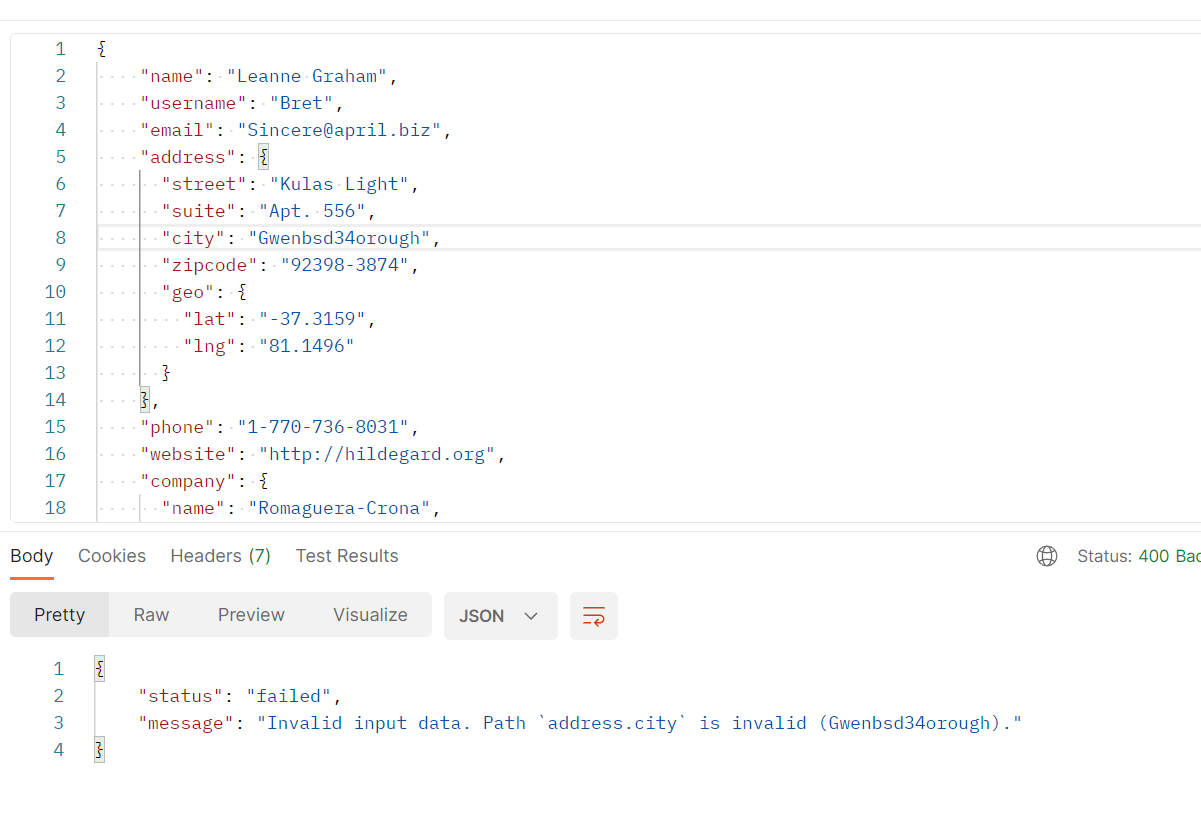 1 {
2 "name": "Leanne Graham",
3 "username": "Bret",
4 "email": "Sincere@april.biz",
5 "address": {
6 "street": "Kulas Light",
7 "suite": "Apt. 556",
8 "city": "Gwenbsd34orough",
9 "zipcode": "92398-3874",
10 "geo": {
11 "lat": "-37.3159",
12 "lng": "81.1496"
13 }
14 },
15 "phone": "1-770-736-8031",
16 "website": "http://hildegard.org",
17 "company": {
18 "name": "Romaguera-Crona",
Body Cookies Headers (7) Test Results Status: 400 Bac
Pretty Raw Preview Visualize JSON
1 {
2 "status": "failed",
3 "message": "Invalid input data. Path `address.city` is invalid (Gwenbsd34orough)."
4 }